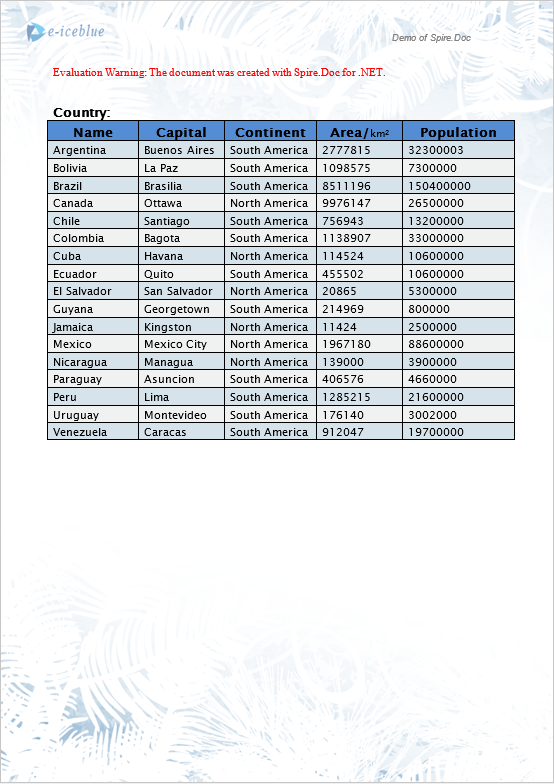 e-iceblue
Demo of Spire.Doc
Evaluation Warning: The document was created with Spire.Doc for .NET.
Country:
Name Capital Continent Area/km² Population
Argentina Buenos Aires South America 2777815 32300003
Bolivia La Paz South America 1098575 7300000
Brazil Brasilia South America 8511196 150400000
Canada Ottawa North America 9976147 26500000
Chile Santiago South America 756943 13200000
Colombia Bagota South America 1138907 33000000
Cuba Havana North America 114524 10600000
Ecuador Quito South America 455502 10600000
El Salvador San Salvador North America 20865 5300000
Guyana Georgetown South America 214969 800000
Jamaica Kingston North America 11424 2500000
Mexico Mexico City North America 1967180 88600000
Nicaragua Managua North America 139000 3900000
Paraguay Asuncion South America 406576 4660000
Peru Lima South America 1285215 21600000
Uruguay Montevideo South America 176140 3002000
Venezuela Caracas South America 912047 19700000